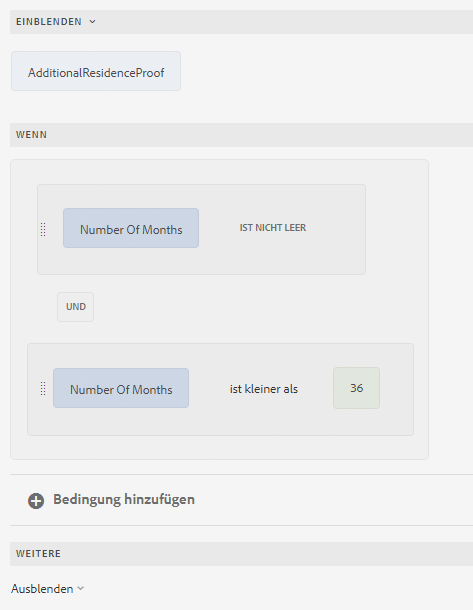 EINBLENDEN
AdditionalResidenceProof
WENN
Number Of Months IST NICHT LEER
UND
Number Of Months ist kleiner als 36
Bedingung hinzufügen
WEITERE
Ausblenden